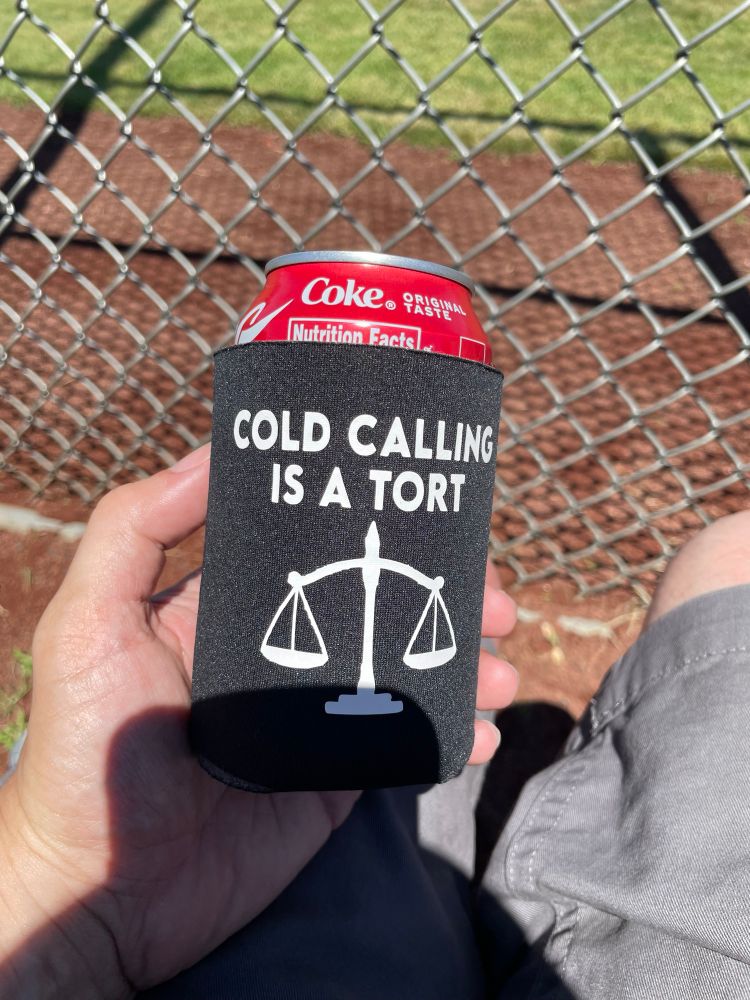 Coke® ORIGINAL
TASTE
Nutrition Facts
COLD CALLING
IS A TORT